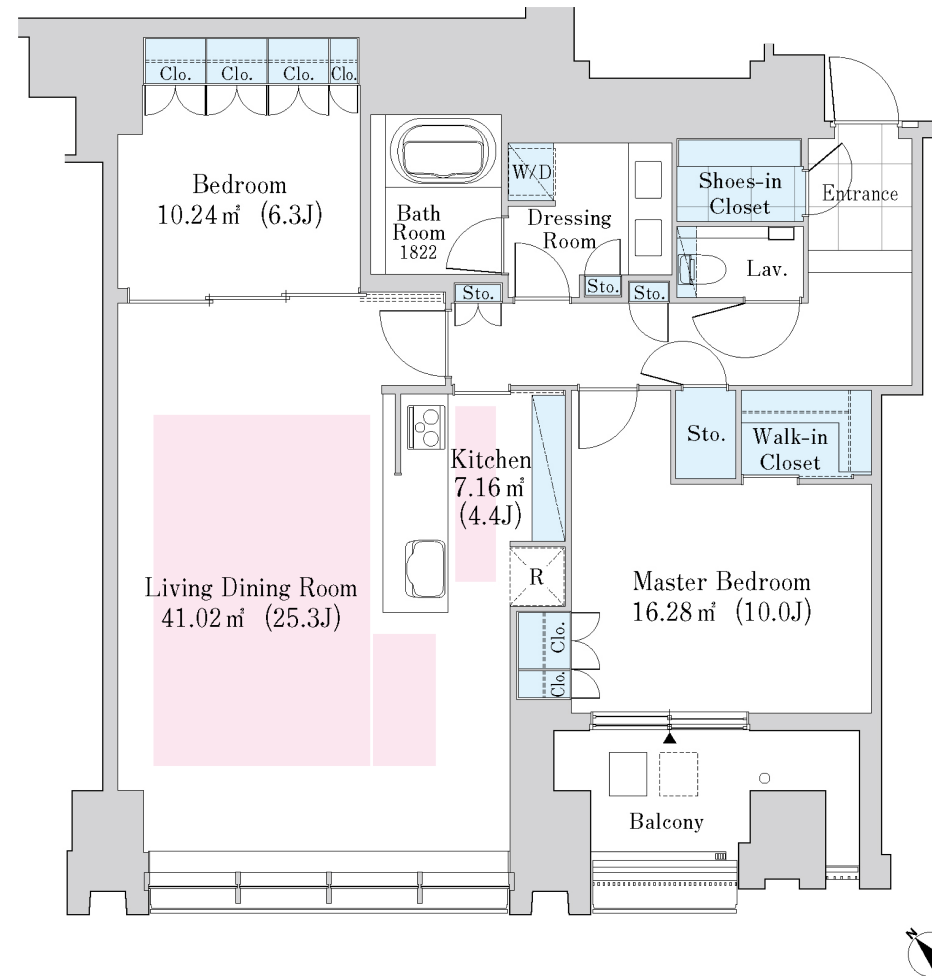 Clo.
Clo.
Clo.
Clo.
Bedroom
10.24㎡ (6.3J)
Bath
Room
1822
W/D
Dressing
Room
Shoes-in
Closet
Entrance
Lav.
Sto.
Sto.
Sto.
Kitchen
7.16㎡
(4.4J)
Sto.
Walk-in
Closet
Living Dining Room
41.02㎡ (25.3J)
R
Master Bedroom
16.28㎡ (10.0J)
Clo.
Clo.
Balcony
N